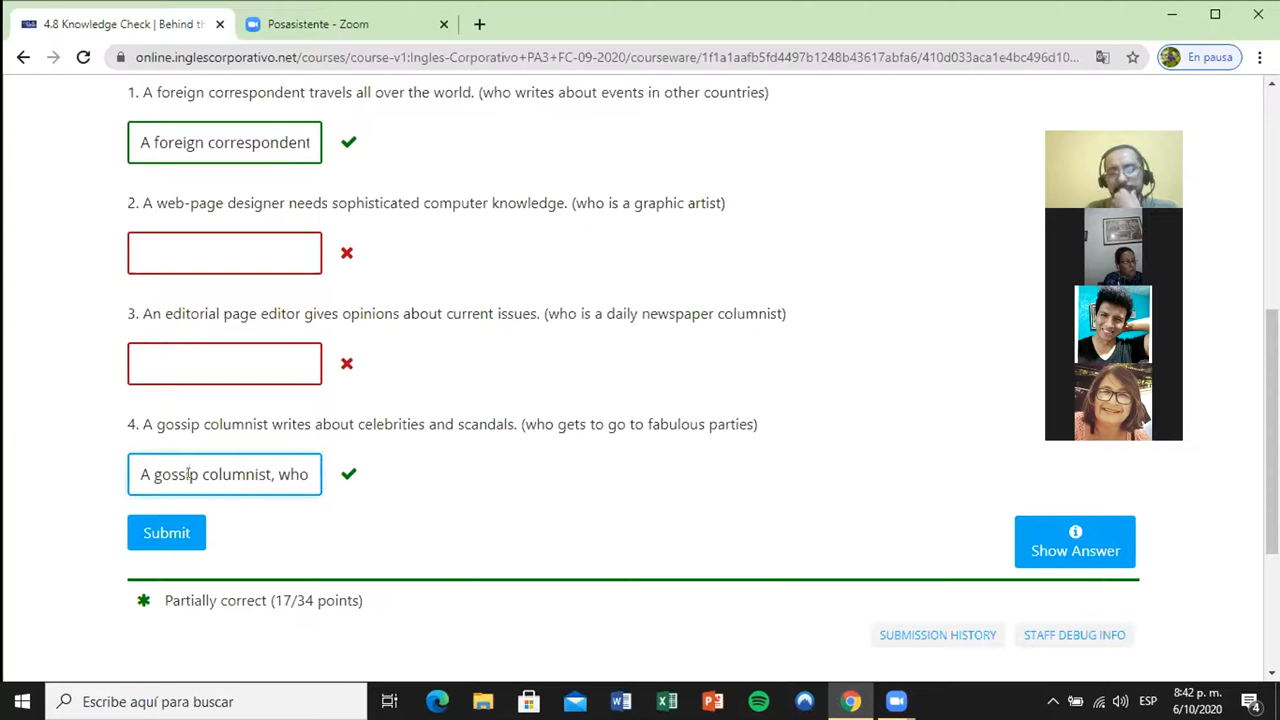 4.8 Knowledge Check | Behind th
Posasistente - Zoom
online.inglescorporativo.net/courses/course-v1:Ingles-Corporativo+PA3+FC-09-2020/courseware/1f1a1aafb5fd4497b1248b43617abfa6/410d033aca1e4bc496d10...
En pausa
1. A foreign correspondent travels all over the world. (who writes about events in other countries)
A foreign correspondent
2. A web-page designer needs sophisticated computer knowledge. (who is a graphic artist)
3. An editorial page editor gives opinions about current issues. (who is a daily newspaper columnist)
4. A gossip columnist writes about celebrities and scandals. (who gets to go to fabulous parties)
A gossip columnist, who
Submit
Show Answer
Partially correct (17/34 points)
SUBMISSION HISTORY
STAFF DEBUG INFO
Escribe aquí para buscar
ESP
8:42 p. m.
6/10/2020
4